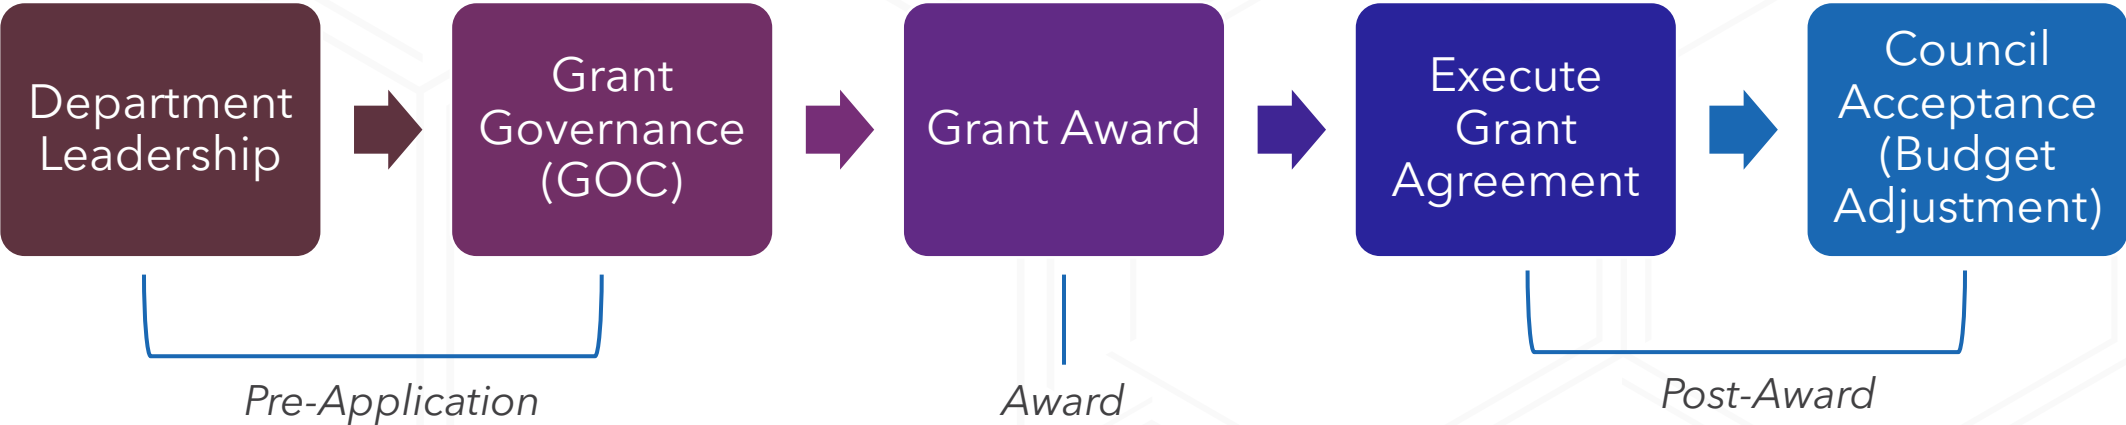 Department
Leadership
Grant
Governance
(GOC)
Grant Award
Execute
Grant
Agreement
Council
Acceptance
(Budget
Adjustment)
Pre-Application
Award
Post-Award